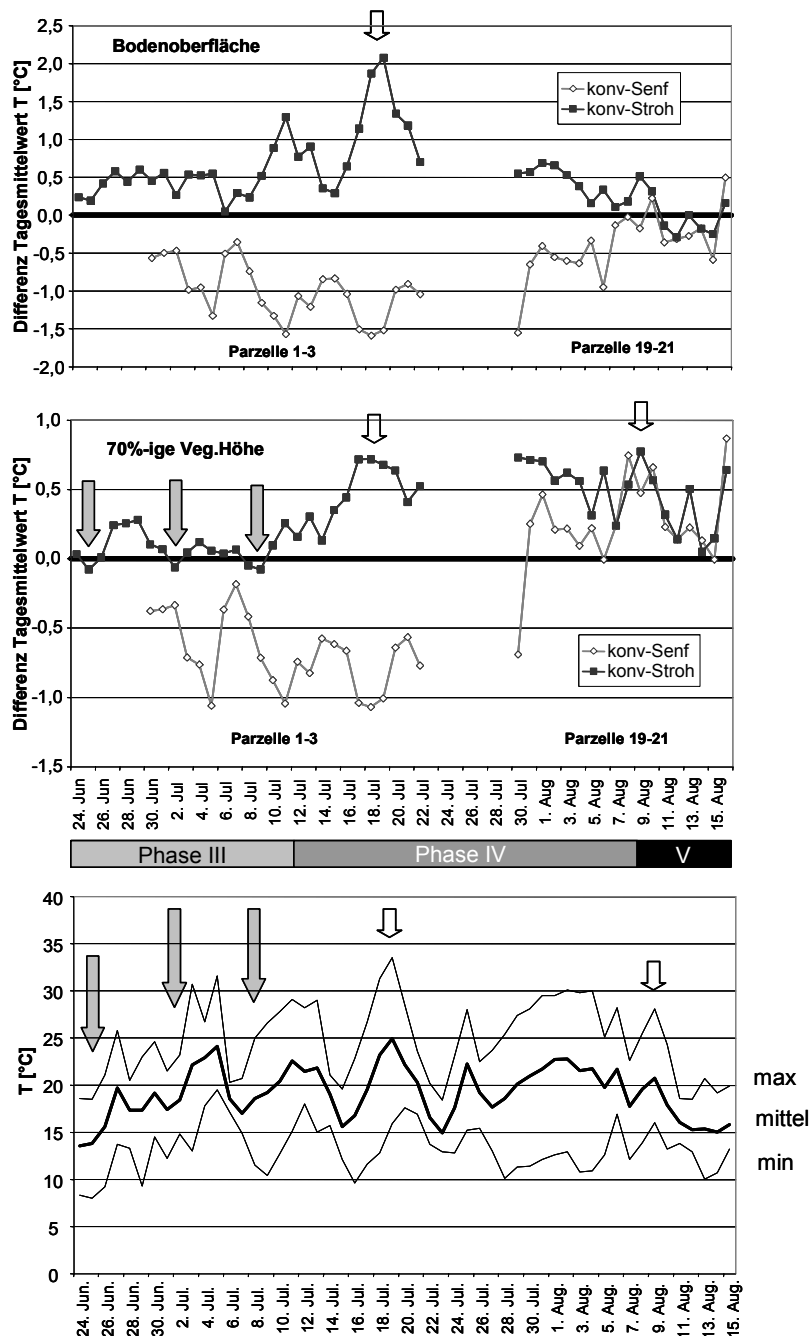 Bodenoberfläche
Differenz Tagesmittelwert T [°C]
2,5
2,0
1,5
1,0
0,5
0,0
-0,5
-1,0
-1,5
-2,0
konv-Senf
konv-Stroh
Parzelle 1-3
Parzelle 19-21
70%-ige Veg.Höhe
Differenz Tagesmittelwert T [°C]
1,0
0,5
0,0
-0,5
-1,0
-1,5
konv-Senf
konv-Stroh
Parzelle 1-3
Parzelle 19-21
24. Jun
26. Jun
28. Jun
30. Jun
2. Jul
4. Jul
6. Jul
8. Jul
10. Jul
12. Jul
14. Jul
16. Jul
18. Jul
20. Jul
22. Jul
24. Jul
26. Jul
28. Jul
30. Jul
1. Aug
3. Aug
5. Aug
7. Aug
9. Aug
11. Aug
13. Aug
15. Aug
Phase III
Phase IV
V
T [°C]
40
35
30
25
20
15
10
5
0
max
mittel
min
24. Jun.
26. Jun.
28. Jun.
30. Jun.
2. Jul.
4. Jul.
6. Jul.
8. Jul.
10. Jul.
12. Jul.
14. Jul.
16. Jul.
18. Jul.
20. Jul.
22. Jul.
24. Jul.
26. Jul.
28. Jul.
30. Jul.
1. Aug.
3. Aug.
5. Aug.
7. Aug.
9. Aug.
11. Aug.
13. Aug.
15. Aug.